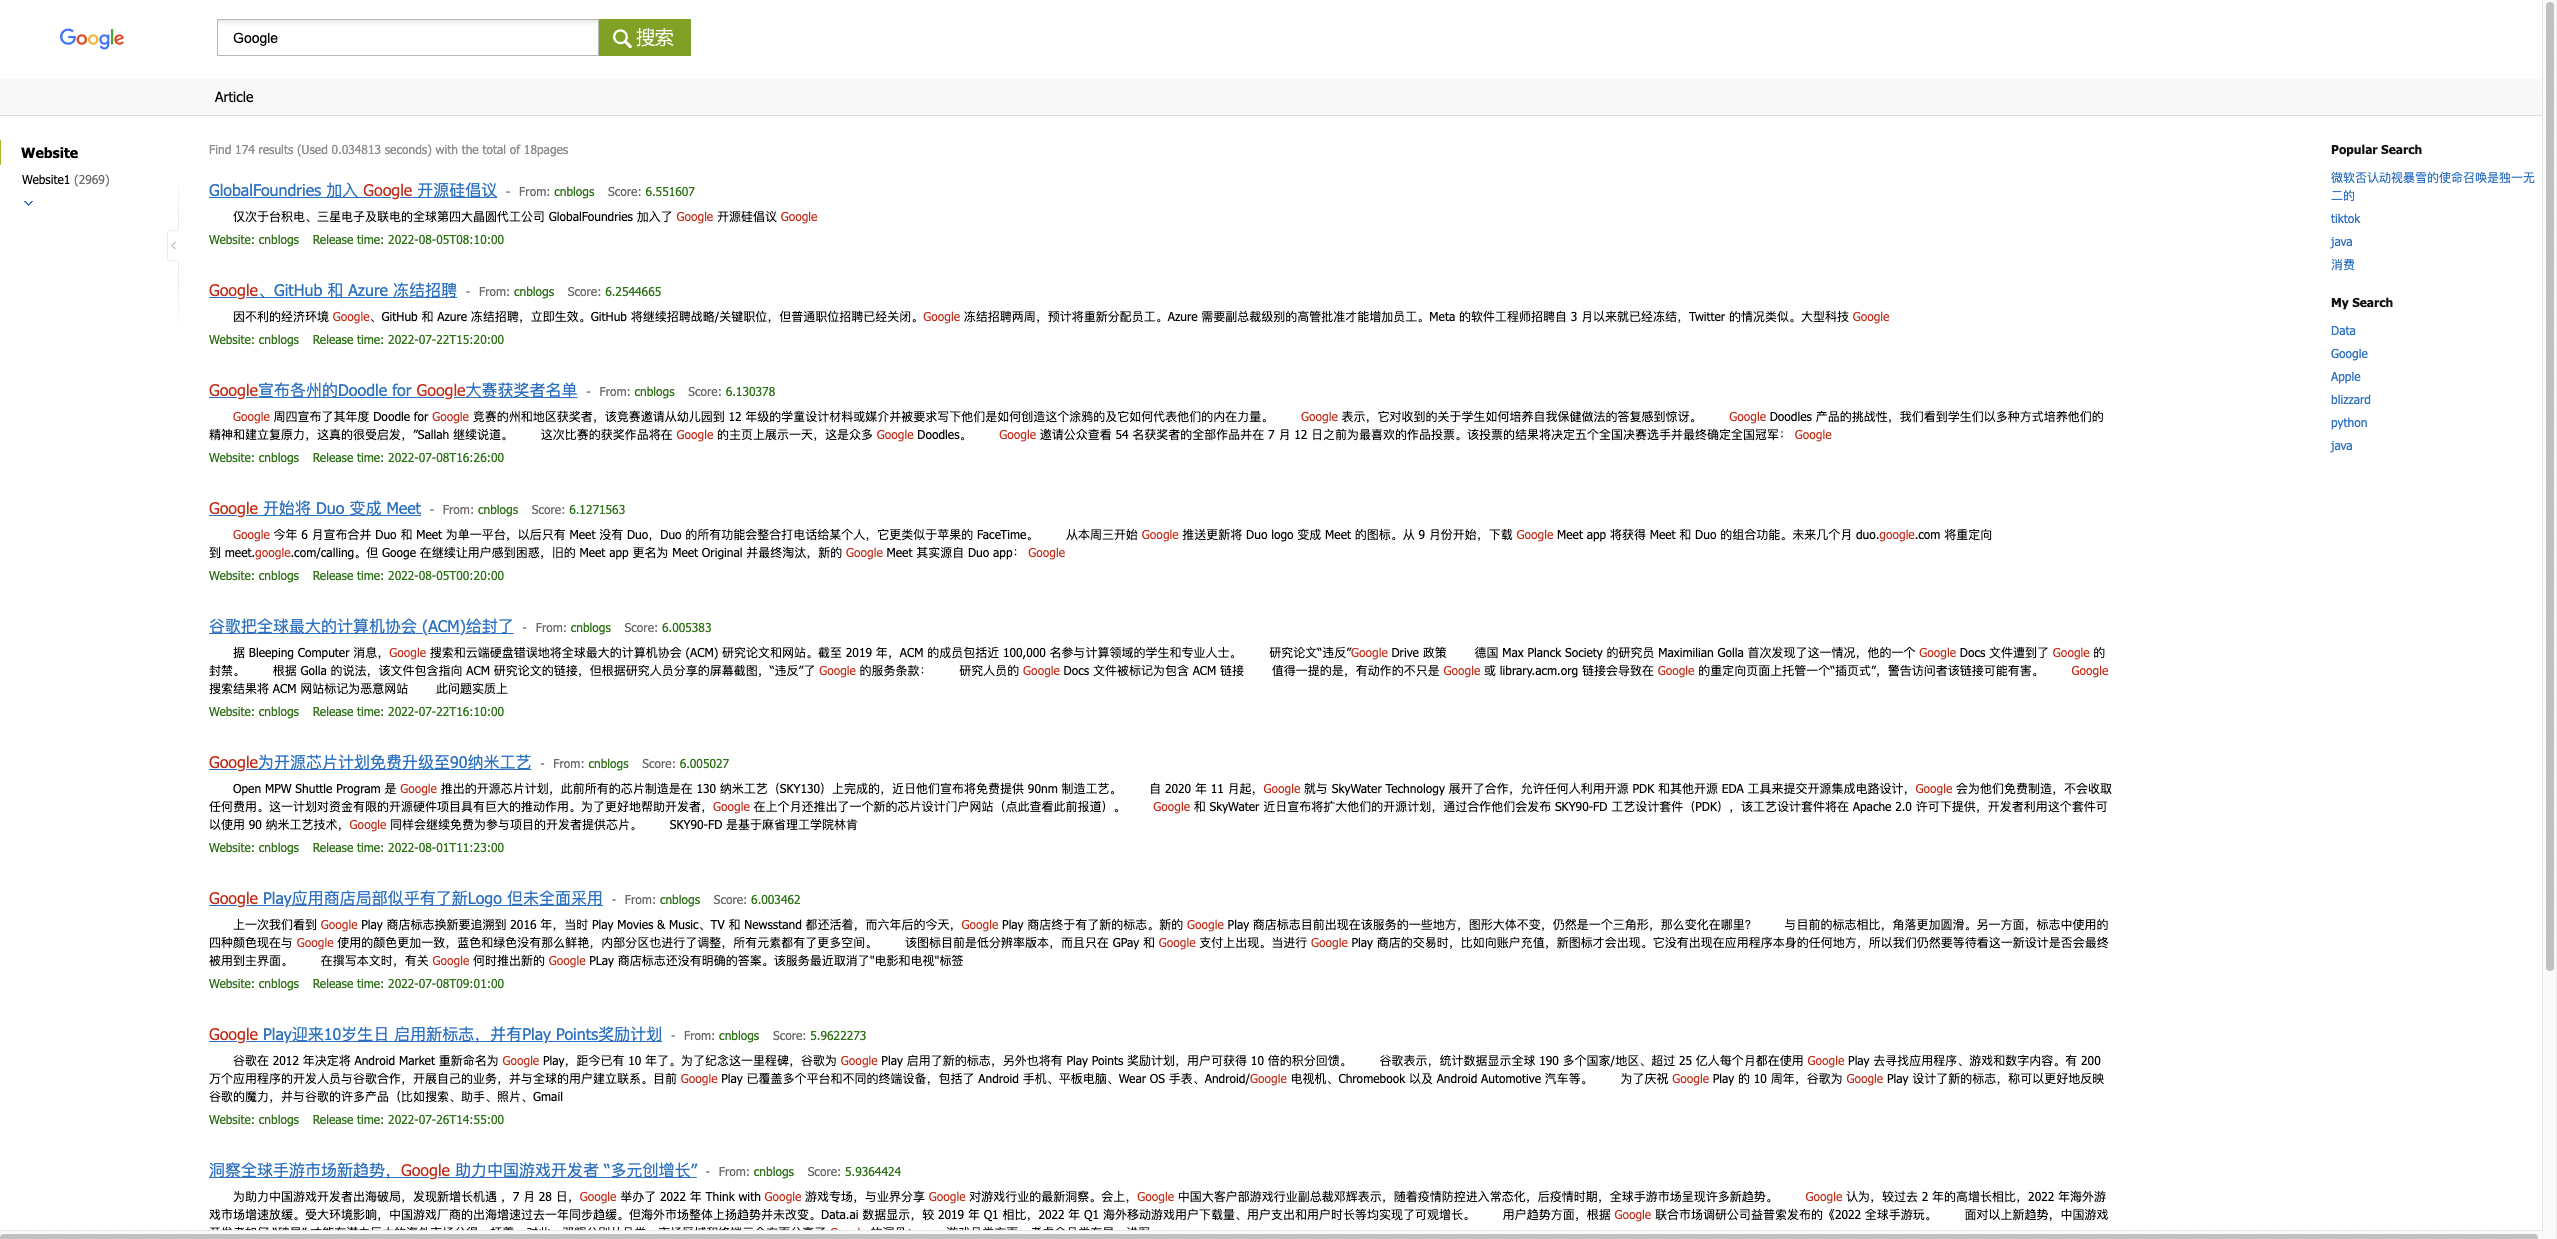 Google
Google
搜索
Article
Website
Website1 (2969)
Find 174 results (Used 0.034813 seconds) with the total of 18pages
GlobalFoundries 加入 Google 开源硅倡议 - From: cnblogs Score: 6.551607
仅次于台积电、三星电子及联电的全球第四大晶圆代工公司 GlobalFoundries 加入了 Google 开源硅倡议 Google
Website: cnblogs Release time: 2022-08-05T08:10:00
Google、GitHub 和 Azure 冻结招聘 - From: cnblogs Score: 6.2544665
因不利的经济环境 Google、GitHub 和 Azure 冻结招聘，立即生效。GitHub 将继续招聘战略/关键职位，但普通职位招聘已经关闭。Google 冻结招聘两周，预计将重新分配员工。Azure 需要副总裁级别的高管批准才能增加员工。Meta 的软件工程师招聘自 3 月以来就已经冻结，Twitter 的情况类似。大型科技 Google
Website: cnblogs Release time: 2022-07-22T15:20:00
Google宣布各州的Doodle for Google大赛获奖者名单 - From: cnblogs Score: 6.130378
Google 周四宣布了其年度 Doodle for Google 竞赛的州和地区获奖者，该竞赛邀请从幼儿园到 12 年级的学童设计材料或媒介并被要求写下他们是如何创造这个涂鸦的及它如何代表他们的内在力量。 Google 表示，它对收到的关于学生如何培养自我保健做法的答复感到惊讶。 Google Doodles 产品的挑战性，我们看到学生们以多种方式培养他们的
精神和建立复原力，这真的很受启发，”Sallah 继续说道。 这次比赛的获奖作品将在 Google 的主页上展示一天，这是众多 Google Doodles。 Google 邀请公众查看 54 名获奖者的全部作品并在 7 月 12 日之前为最喜欢的作品投票。该投票的结果将决定五个全国决赛选手并最终确定全国冠军： Google
Website: cnblogs Release time: 2022-07-08T16:26:00
Google 开始将 Duo 变成 Meet - From: cnblogs Score: 6.1271563
Google 今年 6 月宣布合并 Duo 和 Meet 为单一平台，以后只有 Meet 没有 Duo，Duo 的所有功能会整合打电话给某个人，它更类似于苹果的 FaceTime。 从本周三开始 Google 推送更新将 Duo logo 变成 Meet 的图标。从 9 月份开始，下载 Google Meet app 将获得 Meet 和 Duo 的组合功能。未来几个月 duo.google.com 将重定向
到 meet.google.com/calling。但 Googe 在继续让用户感到困惑，旧的 Meet app 更名为 Meet Original 并最终淘汰，新的 Google Meet 其实源自 Duo app： Google
Website: cnblogs Release time: 2022-08-05T00:20:00
谷歌把全球最大的计算机协会 (ACM)给封了 - From: cnblogs Score: 6.005383
据 Bleeping Computer 消息，Google 搜索和云端硬盘错误地将全球最大的计算机协会 (ACM) 研究论文和网站。截至 2019 年，ACM 的成员包括近 100,000 名参与计算领域的学生和专业人士。 研究论文“违反”Google Drive 政策 德国 Max Planck Society 的研究员 Maximilian Golla 首次发现了这一情况，他的一个 Google Docs 文件遭到了 Google 的
封禁。 根据 Golla 的说法，该文件包含指向 ACM 研究论文的链接，但根据研究人员分享的屏幕截图，“违反”了 Google 的服务条款： 研究人员的 Google Docs 文件被标记为包含 ACM 链接 值得一提的是，有动作的不只是 Google 或 library.acm.org 链接会导致在 Google 的重定向页面上托管一个“插页式”，警告访问者该链接可能有害。 Google
搜索结果将 ACM 网站标记为恶意网站 此问题实质上
Website: cnblogs Release time: 2022-07-22T16:10:00
Google为开源芯片计划免费升级至90纳米工艺 - From: cnblogs Score: 6.005027
Open MPW Shuttle Program 是 Google 推出的开源芯片计划，此前所有的芯片制造是在 130 纳米工艺（SKY130）上完成的，近日他们宣布将免费提供 90nm 制造工艺。 自 2020 年 11 月起，Google 就与 SkyWater Technology 展开了合作，允许任何人利用开源 PDK 和其他开源 EDA 工具来提交开源集成电路设计，Google 会为他们免费制造，不会收取
任何费用。这一计划对资金有限的开源硬件项目具有巨大的推动作用。为了更好地帮助开发者，Google 在上个月还推出了一个新的芯片设计门户网站（点此查看此前报道）。 Google 和 SkyWater 近日宣布将扩大他们的开源计划，通过合作他们会发布 SKY90-FD 工艺设计套件（PDK），该工艺设计套件将在 Apache 2.0 许可下提供，开发者利用这个套件可
以使用 90 纳米工艺技术，Google 同样会继续免费为参与项目的开发者提供芯片。 SKY90-FD 是基于麻省理工学院林肯
Website: cnblogs Release time: 2022-08-01T11:23:00
Google Play应用商店局部似乎有了新Logo 但未全面采用 - From: cnblogs Score: 6.003462
上一次我们看到 Google Play 商店标志换新要追溯到 2016 年，当时 Play Movies & Music、TV 和 Newsstand 都还活着，而六年后的今天，Google Play 商店终于有了新的标志。新的 Google Play 商店标志目前出现在该服务的一些地方，图形大体不变，仍然是一个三角形，那么变化在哪里？ 与目前的标志相比，角落更加圆滑。另一方面，标志中使用的
四种颜色现在与 Google 使用的颜色更加一致，蓝色和绿色没有那么鲜艳，内部分区也进行了调整，所有元素都有了更多空间。 该图标目前是低分辨率版本，而且只在 GPay 和 Google 支付上出现。当进行 Google Play 商店的交易时，比如向账户充值，新图标才会出现。它没有出现在应用程序本身的任何地方，所以我们仍然要等待看这一新设计是否会最终
被用到主界面。 在撰写本文时，有关 Google 何时推出新的 Google PLay 商店标志还没有明确的答案。该服务最近取消了"电影和电视"标签
Website: cnblogs Release time: 2022-07-08T09:01:00
Google Play迎来10岁生日 启用新标志，并有Play Points奖励计划 - From: cnblogs Score: 5.9622273
谷歌在 2012 年决定将 Android Market 重新命名为 Google Play，距今已有 10 年了。为了纪念这一里程碑，谷歌为 Google Play 启用了新的标志，另外也将有 Play Points 奖励计划，用户可获得 10 倍的积分回馈。 谷歌表示，统计数据显示全球 190 多个国家/地区、超过 25 亿人每个月都在使用 Google Play 去寻找应用程序、游戏和数字内容。有 200
万个应用程序的开发人员与谷歌合作，开展自己的业务，并与全球的用户建立联系。目前 Google Play 已覆盖多个平台和不同的终端设备，包括了 Android 手机、平板电脑、Wear OS 手表、Android/Google 电视机、Chromebook 以及 Android Automotive 汽车等。 为了庆祝 Google Play 的 10 周年，谷歌为 Google Play 设计了新的标志，称可以更好地反映
谷歌的魔力，并与谷歌的许多产品（比如搜索、助手、照片、Gmail
Website: cnblogs Release time: 2022-07-26T14:55:00
洞察全球手游市场新趋势，Google 助力中国游戏开发者 “多元创增长” - From: cnblogs Score: 5.9364424
为助力中国游戏开发者出海破局，发现新增长机遇 ，7 月 28 日，Google 举办了 2022 年 Think with Google 游戏专场，与业界分享 Google 对游戏行业的最新洞察。会上，Google 中国大客户部游戏行业副总裁邓辉表示，随着疫情防控进入常态化，后疫情时期，全球手游市场呈现许多新趋势。 Google 认为，较过去 2 年的高增长相比，2022 年海外游
戏市场增速放缓。受大环境影响，中国游戏厂商的出海增速过去一年同步趋缓。但海外市场整体上扬趋势并未改变。Data.ai 数据显示，较 2019 年 Q1 相比，2022 年 Q1 海外移动游戏用户下载量、用户支出和用户时长等均实现了可观增长。 用户趋势方面，根据 Google 联合市场调研公司益普索发布的《2022 全球手游玩。 面对以上新趋势，中国游戏
Popular Search
微软否认动视暴雪的使命召唤是独一无
二的
tiktok
java
消费
My Search
Data
Google
Apple
blizzard
python
java